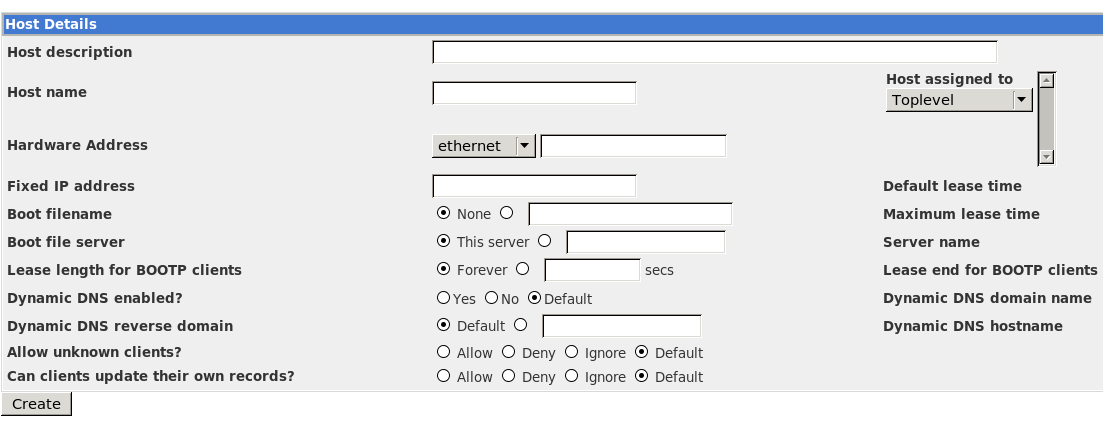 Host Details
Host description
Host name
Host assigned to
Toplevel
Hardware Address ethernet
Fixed IP address Default lease time
Boot filename None Maximum lease time
Boot file server This server Server name
Lease length for BOOTP clients Forever secs Lease end for BOOTP clients
Dynamic DNS enabled? Yes No Default Dynamic DNS domain name
Dynamic DNS reverse domain Default Dynamic DNS hostname
Allow unknown clients? Allow Deny Ignore Default
Can clients update their own records? Allow Deny Ignore Default
Create